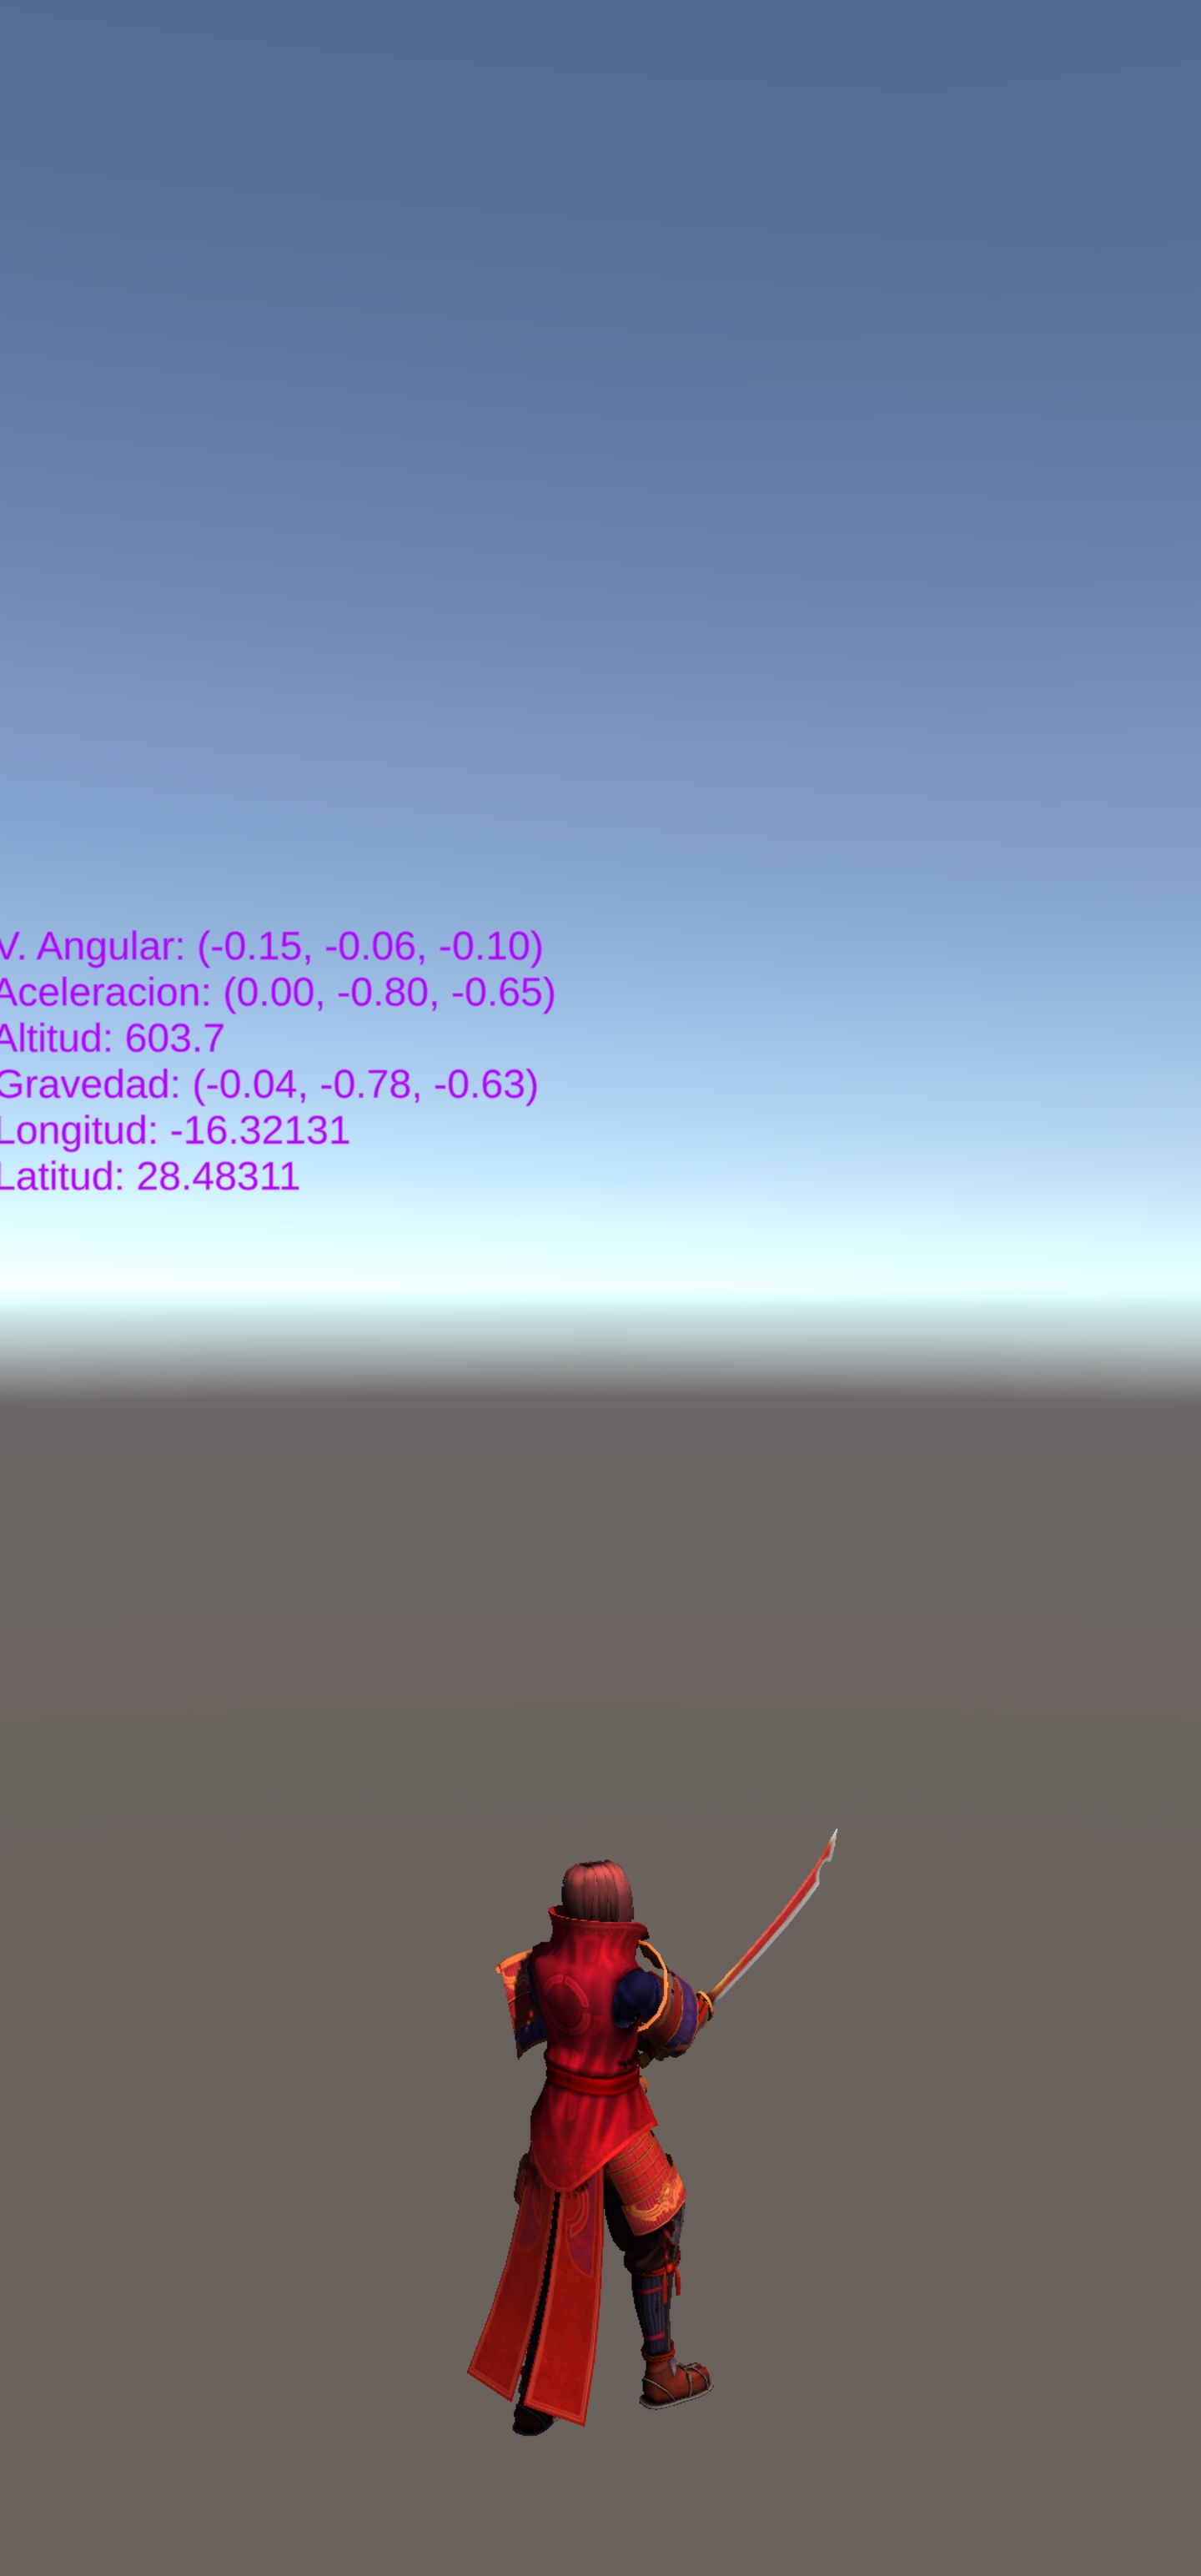 V. Angular: (-0.15, -0.06, -0.10)
Aceleracion: (0.00, -0.80, -0.65)
Altitud: 603.7
Gravedad: (-0.04, -0.78, -0.63)
Longitud: -16.32131
Latitud: 28.48311